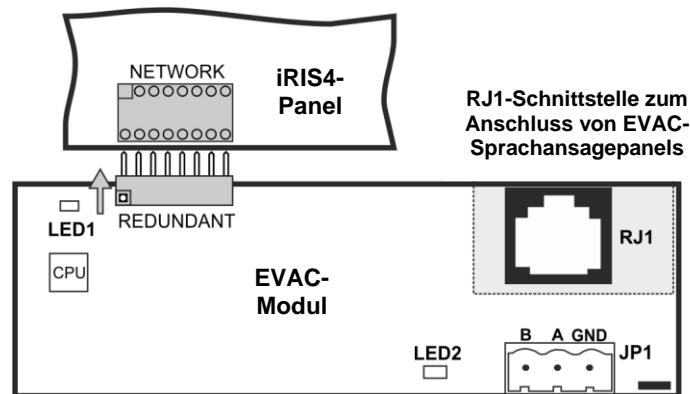 NETWORK
iRIS4-
Panel
RJ1-Schnittstelle zum
Anschluss von EVAC-
Sprachansagepanels
REDUNDANT
LED1
CPU
EVAC-
Modul
RJ1
LED2
B A GND
JP1